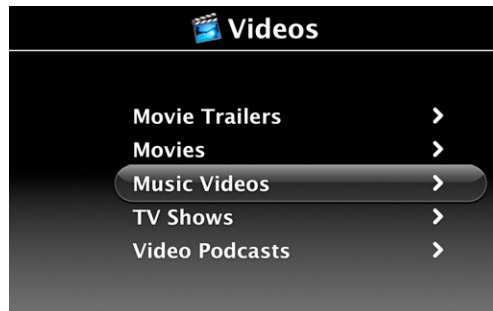 Videos
Movie Trailers
Movies
Music Videos
TV Shows
Video Podcasts